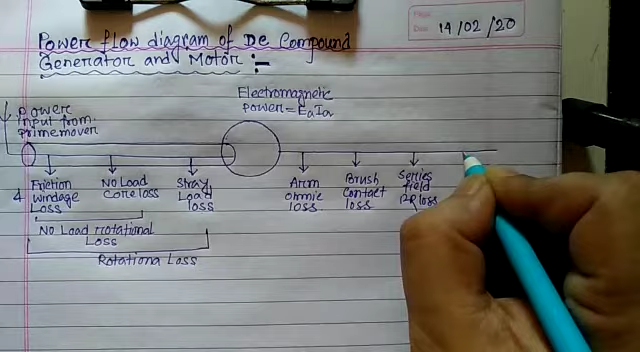 Date 14/02/20
Power flow diagram of DC Compound
Generator and Motor :-
Power
input from
primemover
Electromagnetic
power = EaIa
Friction
windage
Loss
No Load
Core loss
Stray
Load
loss
Arm
ohmic
loss
Brush
Contact
loss
Series
field
I²R loss
No Load rotational
Loss
Rotationa Loss